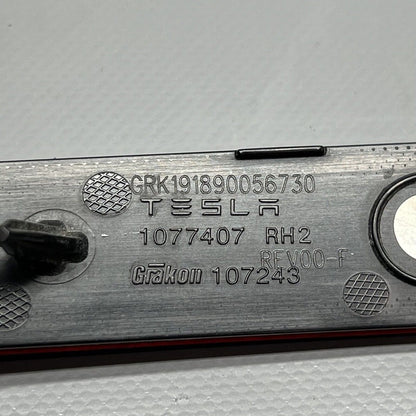 GRK191890056730
TESLA
1077407 RH2
REV00-F
Grakon 107243